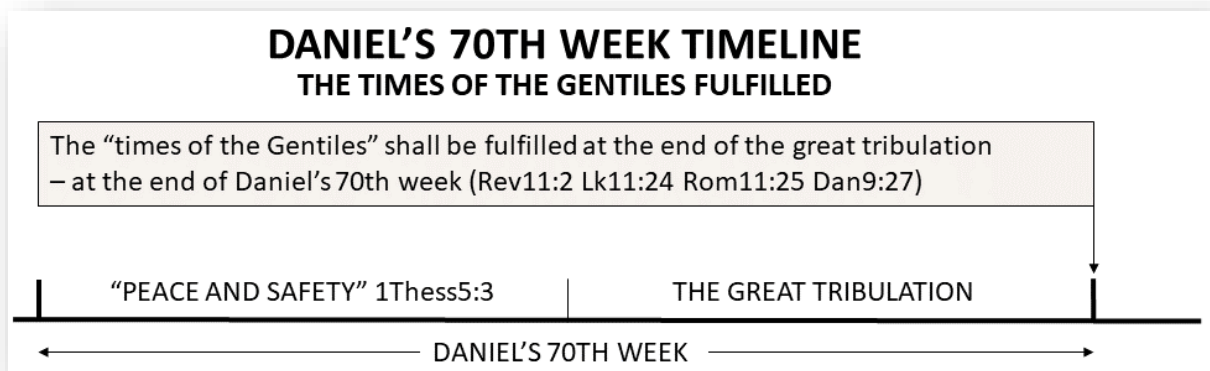 DANIEL'S 70TH WEEK TIMELINE
THE TIMES OF THE GENTILES FULFILLED
The “times of the Gentiles” shall be fulfilled at the end of the great tribulation
– at the end of Daniel's 70th week (Rev11:2 Lk11:24 Rom11:25 Dan9:27)
“PEACE AND SAFETY” 1Thess5:3
THE GREAT TRIBULATION
DANIEL'S 70TH WEEK